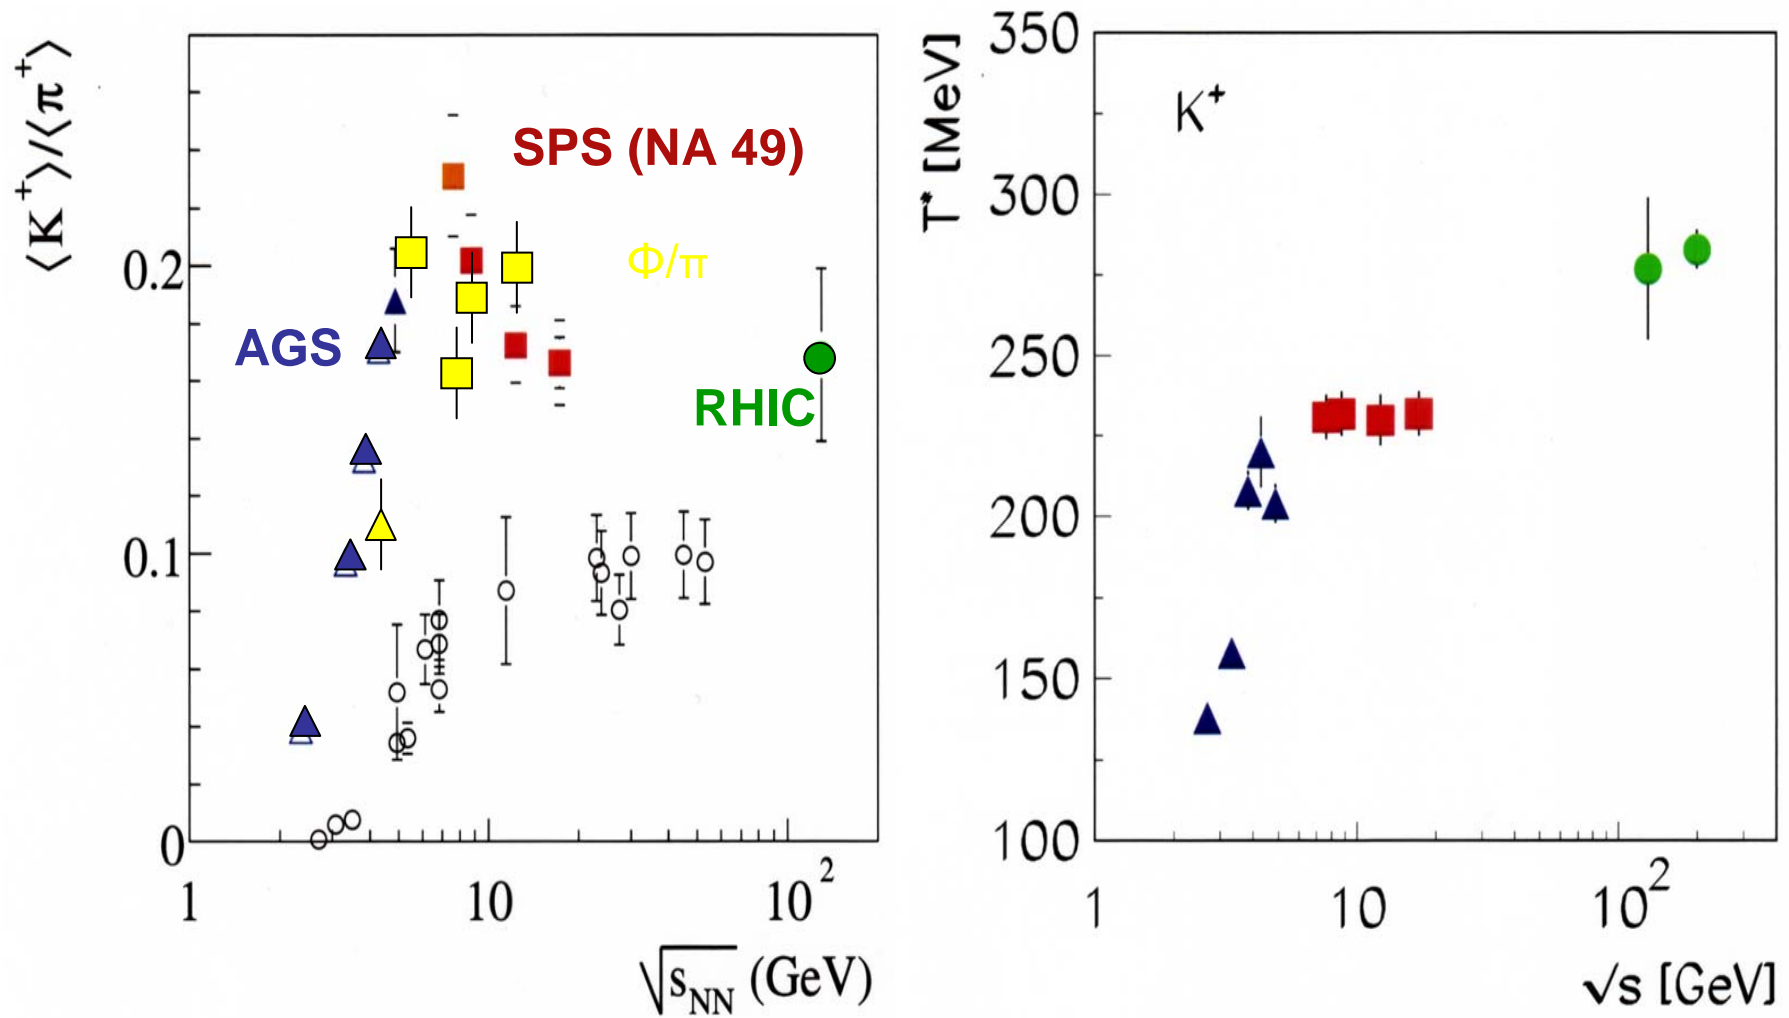 ⟨K⁺⟩/⟨π⁺⟩
SPS (NA 49)
Φ/π
AGS
RHIC
0.2
0.1
0
1
10
10²
√s_NN (GeV)
T* [MeV]
K⁺
350
300
250
200
150
100
1
10
10²
√s [GeV]